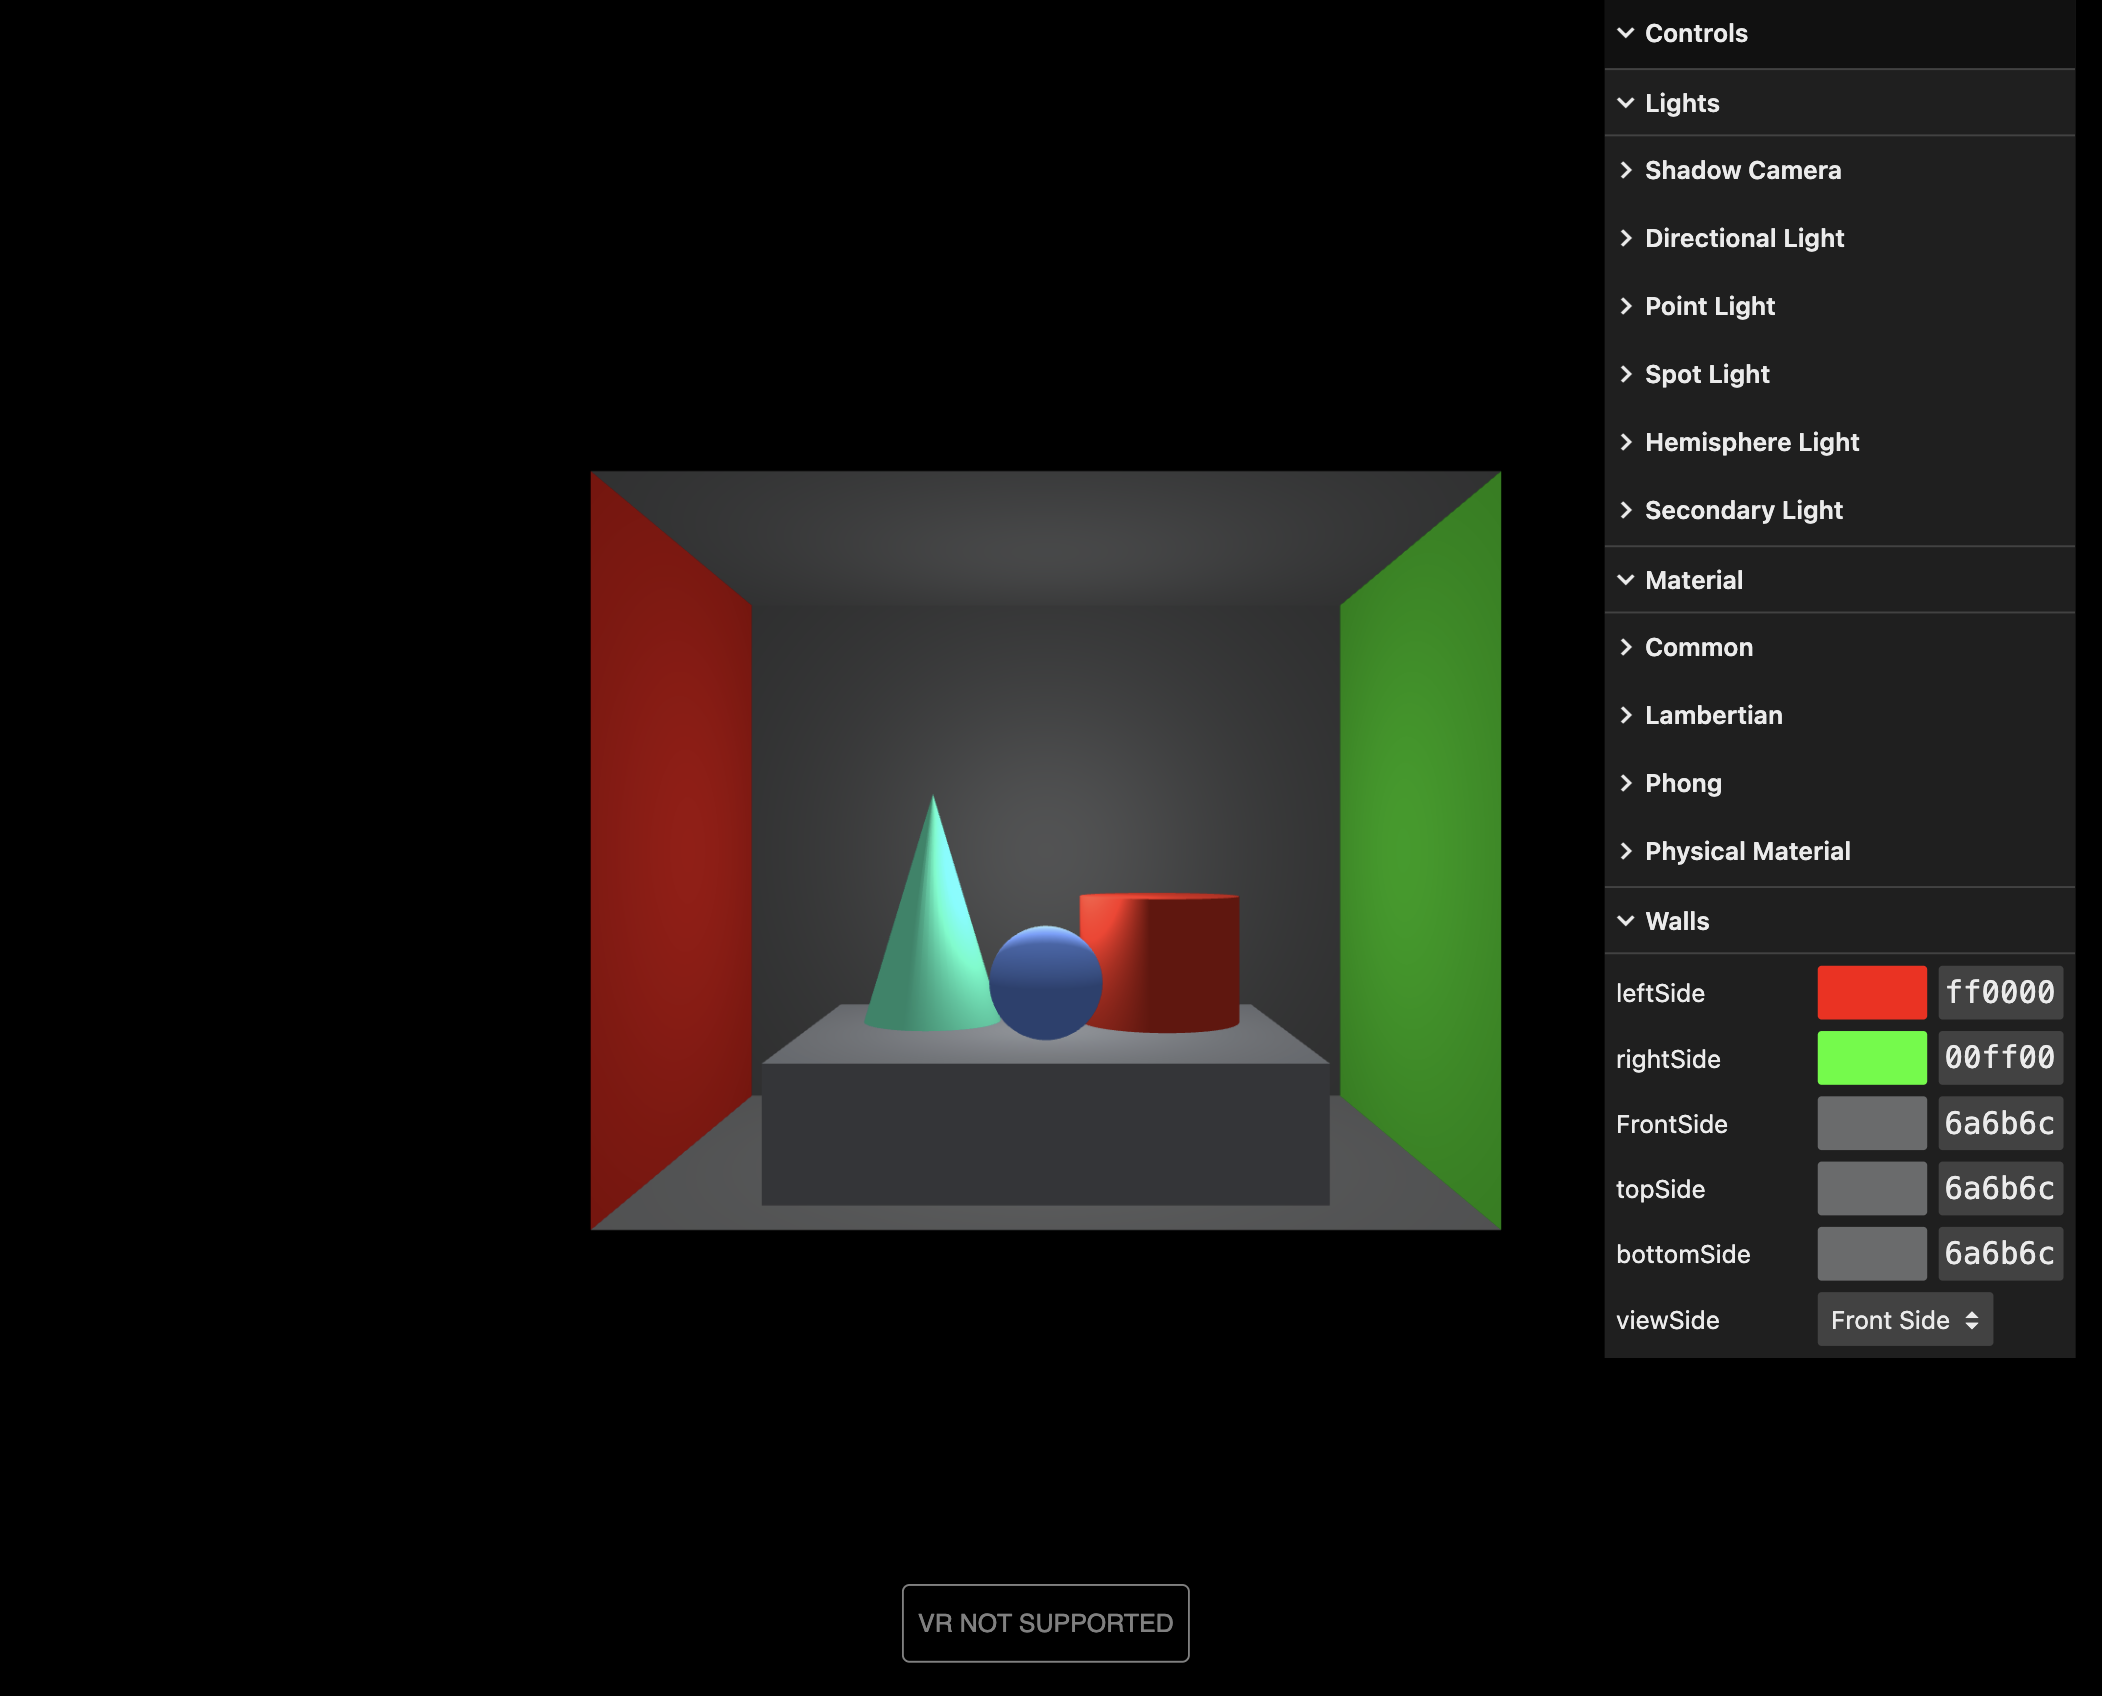 Controls
Lights
Shadow Camera
Directional Light
Point Light
Spot Light
Hemisphere Light
Secondary Light
Material
Common
Lambertian
Phong
Physical Material
Walls
leftSide ff0000
rightSide 00ff00
FrontSide 6a6b6c
topSide 6a6b6c
bottomSide 6a6b6c
viewSide Front Side
VR NOT SUPPORTED